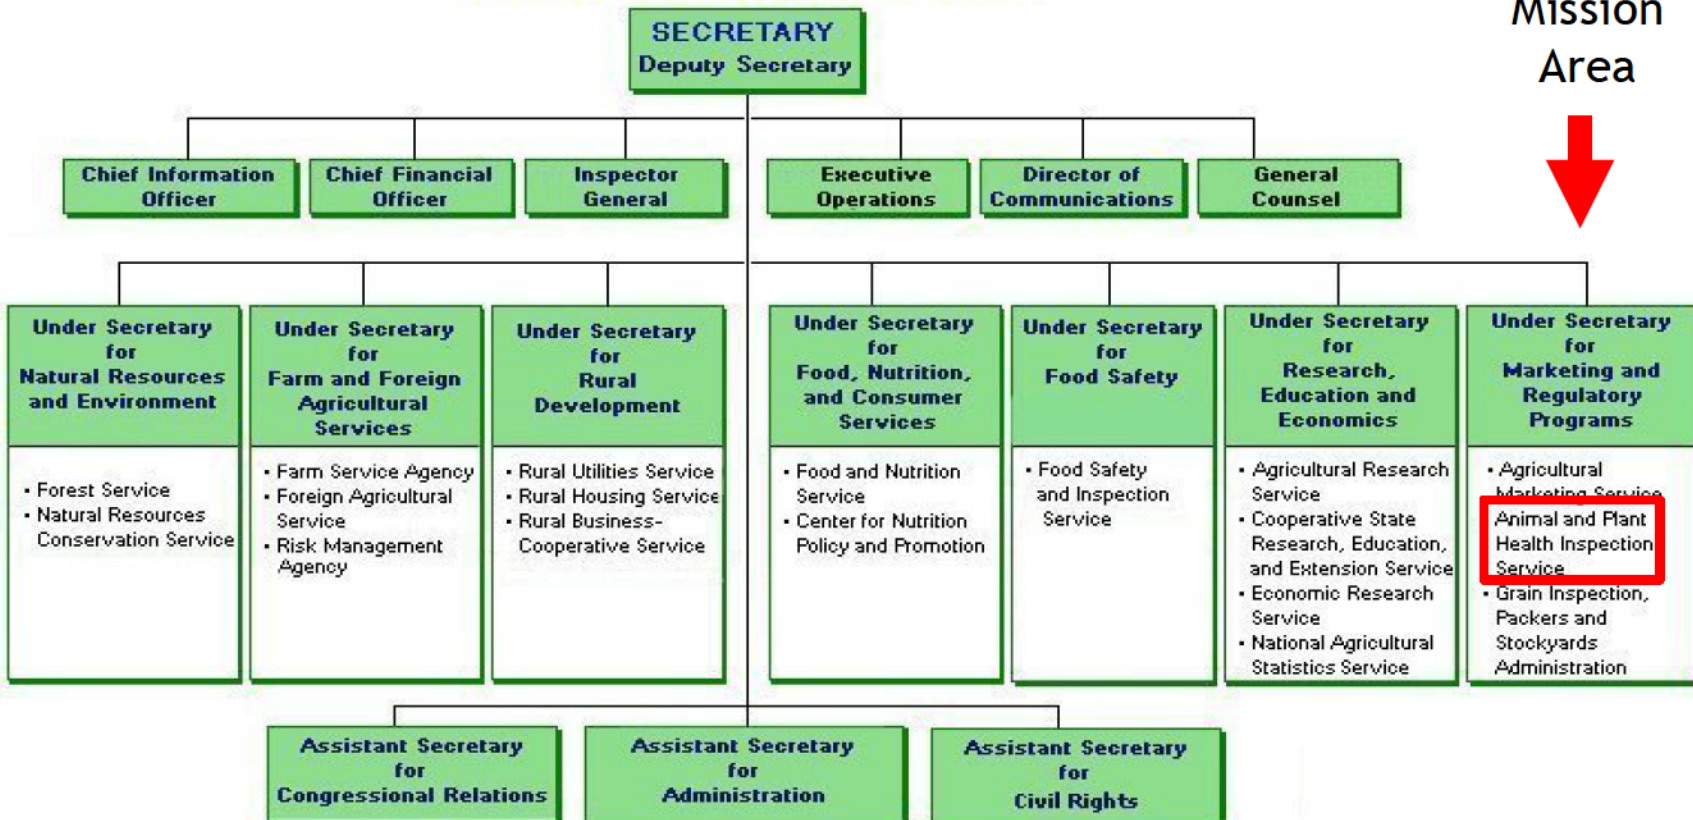 Mission
Area
SECRETARY
Deputy Secretary
Chief Information
Officer
Chief Financial
Officer
Inspector
General
Executive
Operations
Director of
Communications
General
Counsel
Under Secretary
for
Natural Resources
and Environment
• Forest Service
• Natural Resources
Conservation Service
Under Secretary
for
Farm and Foreign
Agricultural
Services
• Farm Service Agency
• Foreign Agricultural
Service
• Risk Management
Agency
Under Secretary
for
Rural
Development
• Rural Utilities Service
• Rural Housing Service
• Rural Business-
Cooperative Service
Under Secretary
for
Food, Nutrition,
and Consumer
Services
• Food and Nutrition
Service
• Center for Nutrition
Policy and Promotion
Under Secretary
for
Food Safety
• Food Safety
and Inspection
Service
Under Secretary
for
Research,
Education and
Economics
• Agricultural Research
Service
• Cooperative State
Research, Education,
and Extension Service
• Economic Research
Service
• National Agricultural
Statistics Service
Under Secretary
for
Marketing and
Regulatory
Programs
• Agricultural
Marketing Service
Animal and Plant
Health Inspection
Service
• Grain Inspection,
Packers and
Stockyards
Administration
Assistant Secretary
for
Congressional Relations
Assistant Secretary
for
Administration
Assistant Secretary
for
Civil Rights